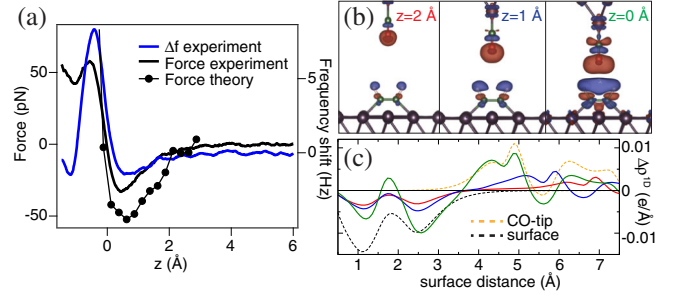 (a)
Δf experiment
Force experiment
Force theory
50
0
-50
Force (pN)
0
2
4
6
z (Å)
5
0
Frequency shift (Hz)
(b)
z=2 Å
z=1 Å
z=0 Å
(c)
CO-tip
surface
0.01
0
-0.01
Δρ¹ᴰ (e/Å)
1
2
3
4
5
6
7
surface distance (Å)